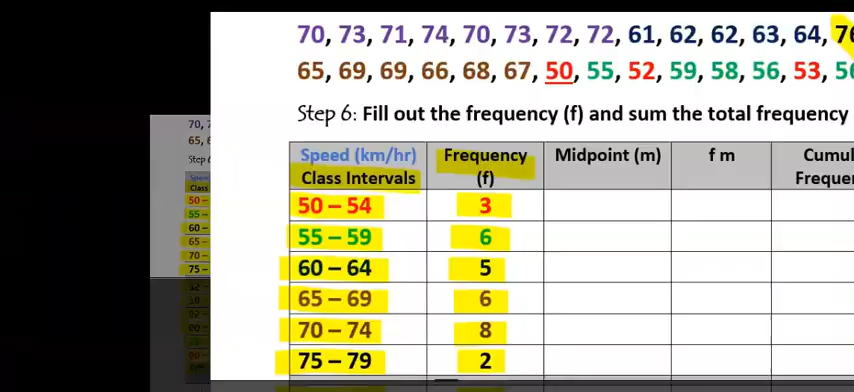 70, 73, 71, 74, 70, 73, 72, 72, 61, 62, 62, 63, 64,
65, 69, 69, 66, 68, 67, 50, 55, 52, 59, 58, 56, 53,
Step 6: Fill out the frequency (f) and sum the total frequency
Speed (km/hr) Class Intervals Frequency (f) Midpoint (m) f m
50 – 54 3
55 – 59 6
60 – 64 5
65 – 69 6
70 – 74 8
75 – 79 2